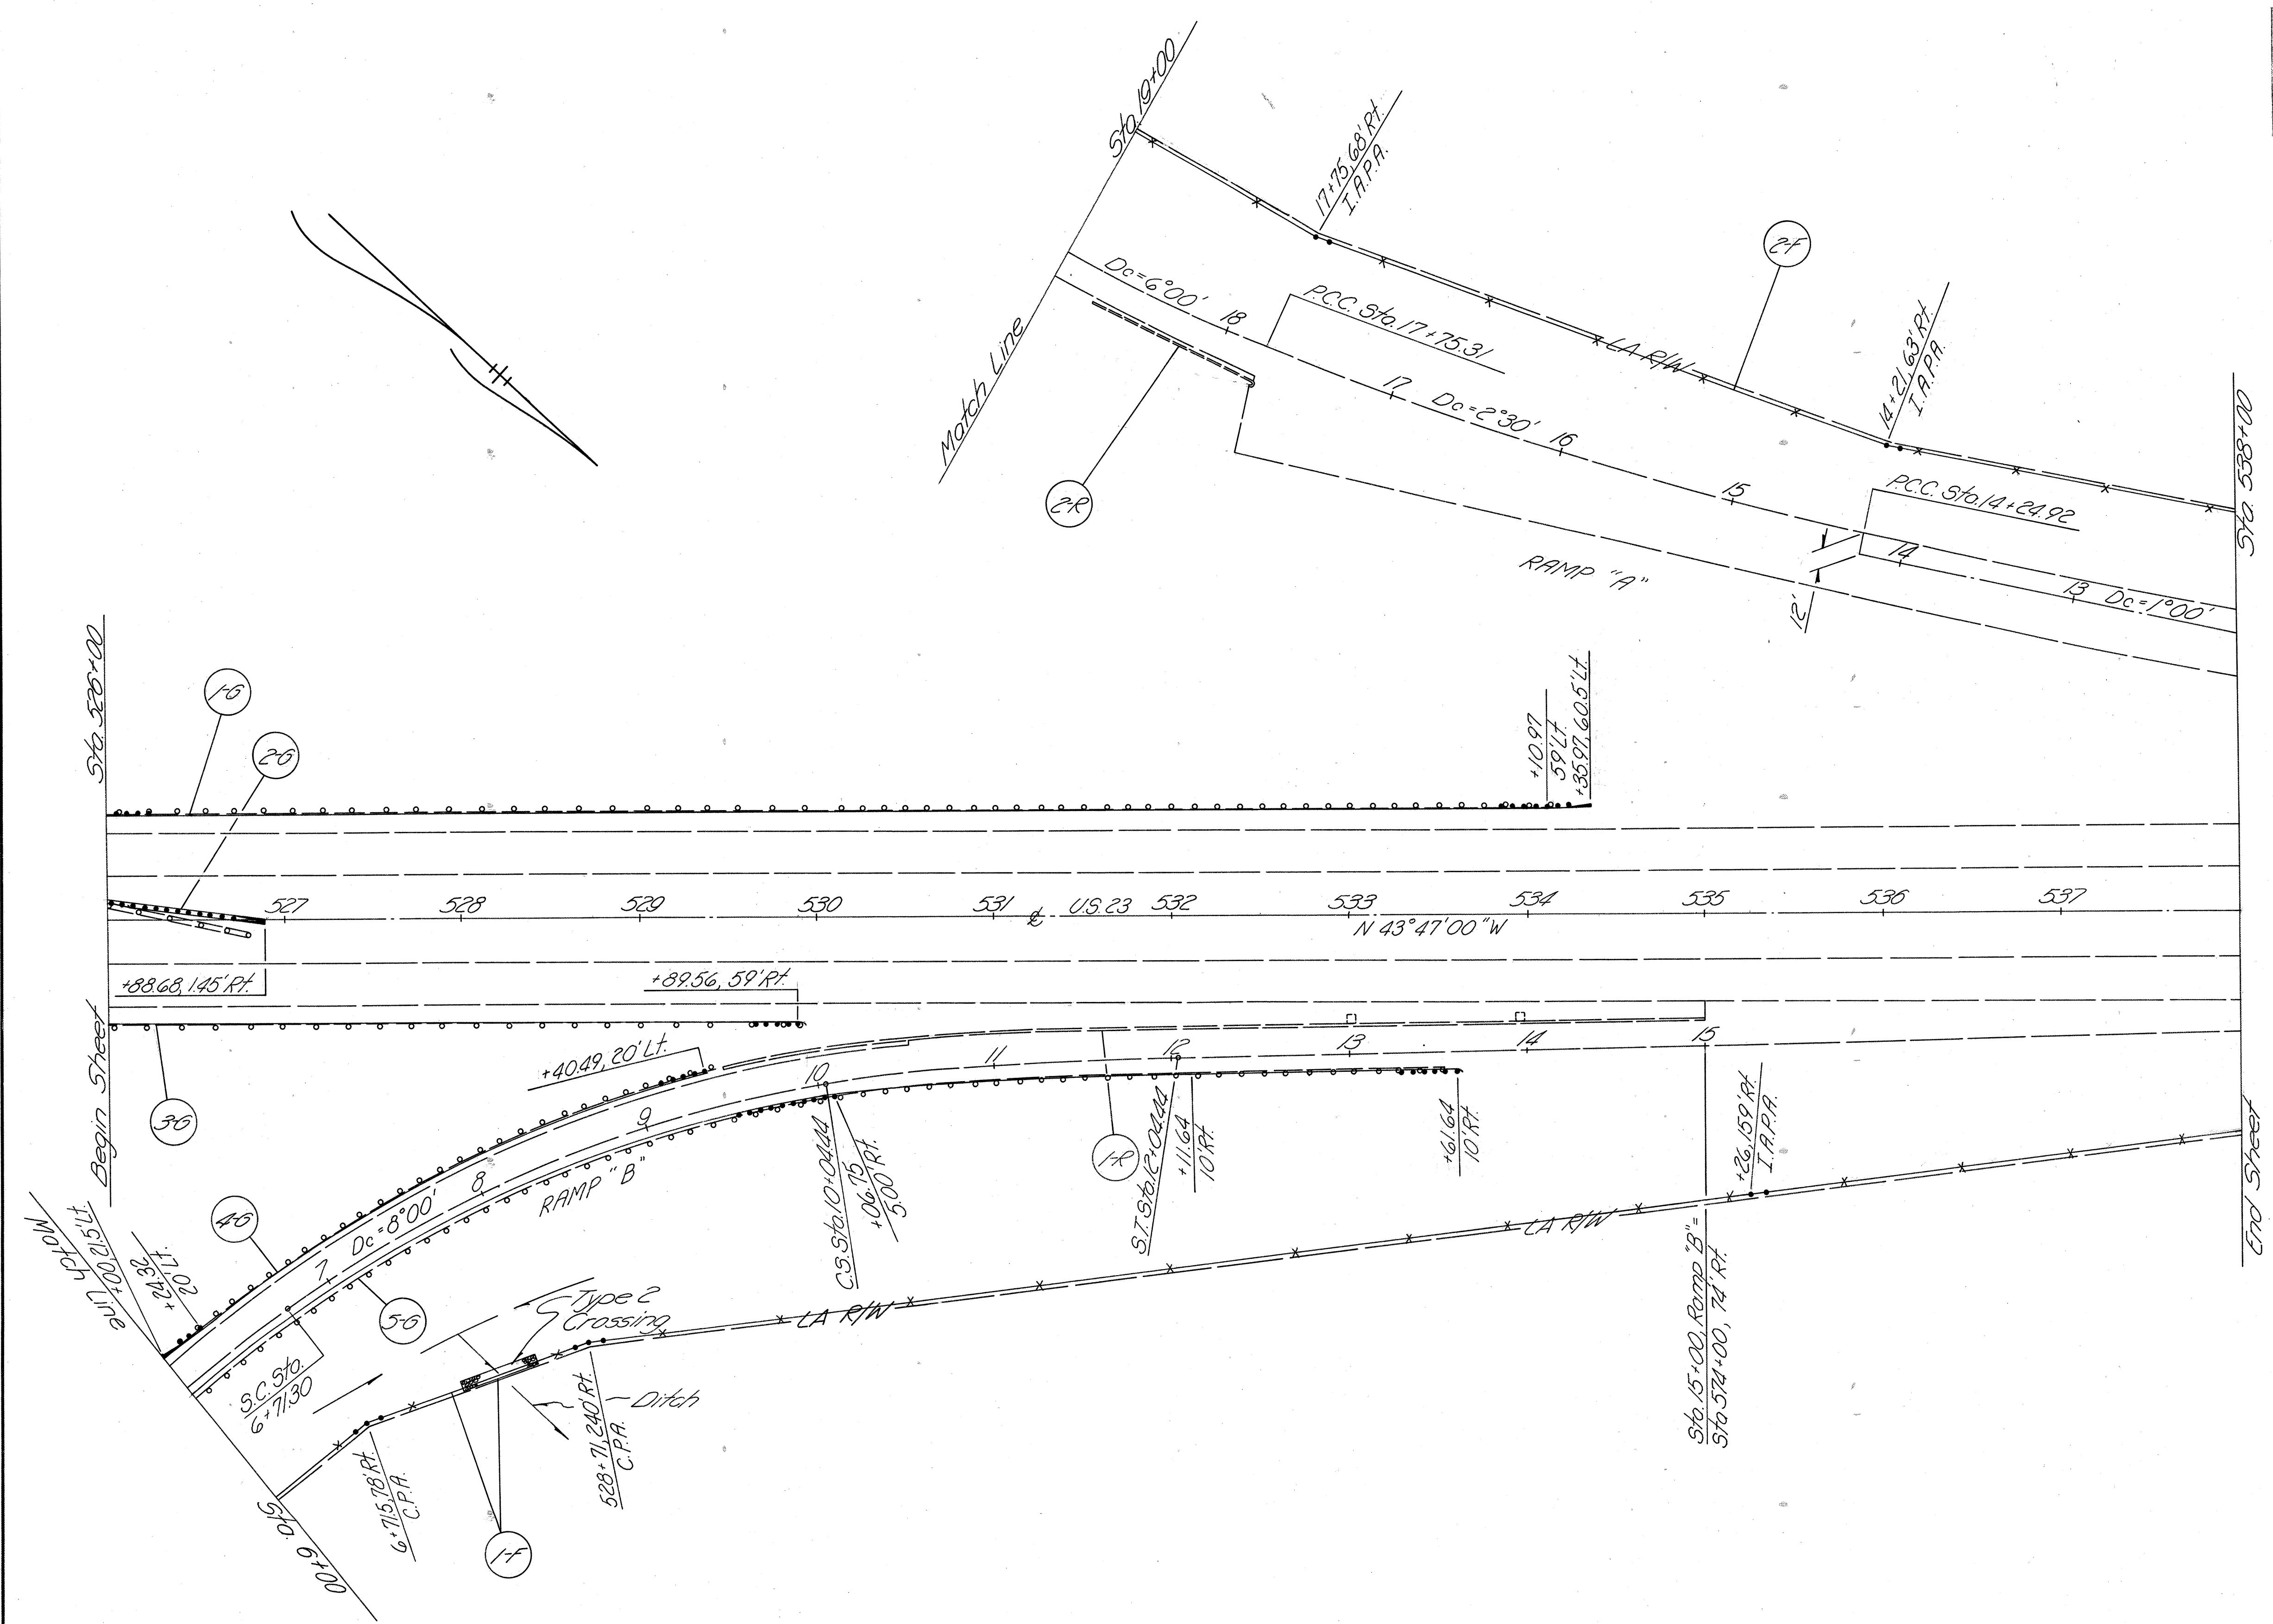 Sta. 19+00
Match Line
17+75, 68' Rt.
I.A.P.A.
2-F
Dc=6°00'
18
P.C.C. Sta. 17+75.31
17
Dc=2°30'
16
LA R/W
14+21, 63' Rt.
I.A.P.A.
15
P.C.C. Sta. 14+24.92
14
13
Dc=1°00'
12'
RAMP "A"
2-R
Sta. 538+00
Sta. 526+00
1-G
2-G
+10.97
59' Lt.
+35.97, 60.5' Lt.
527
528
529
530
531
℄ U.S. 23
532
533
534
535
536
537
N 43°47'00" W
+88.68, 1.45' Rt.
+89.56, 59' Rt.
Begin Sheet
3-G
+40.49, 20' Lt.
10
11
12
13
14
15
9
8
7
Dc=8°00'
RAMP "B"
4-G
Match Line
+00, 21.5' Lt.
+24.32
20' Lt.
5-G
S.C. Sta.
6+71.30
C.S. Sta. 10+04.44
+06.75
5.00' Rt.
1-R
S.T. Sta. 12+04.44
+11.64
10' Rt.
+61.64
10' Rt.
+26, 159' Rt.
I.A.P.A.
LA R/W
LA R/W
Type 2
Crossing
Ditch
528+71, 240' Rt.
C.P.A.
6+71.5, 78' Rt.
C.P.A.
1-F
Sta. 6+00
Sta. 15+00, Ramp "B"=
Sta 574+00, 74' Rt.
End Sheet